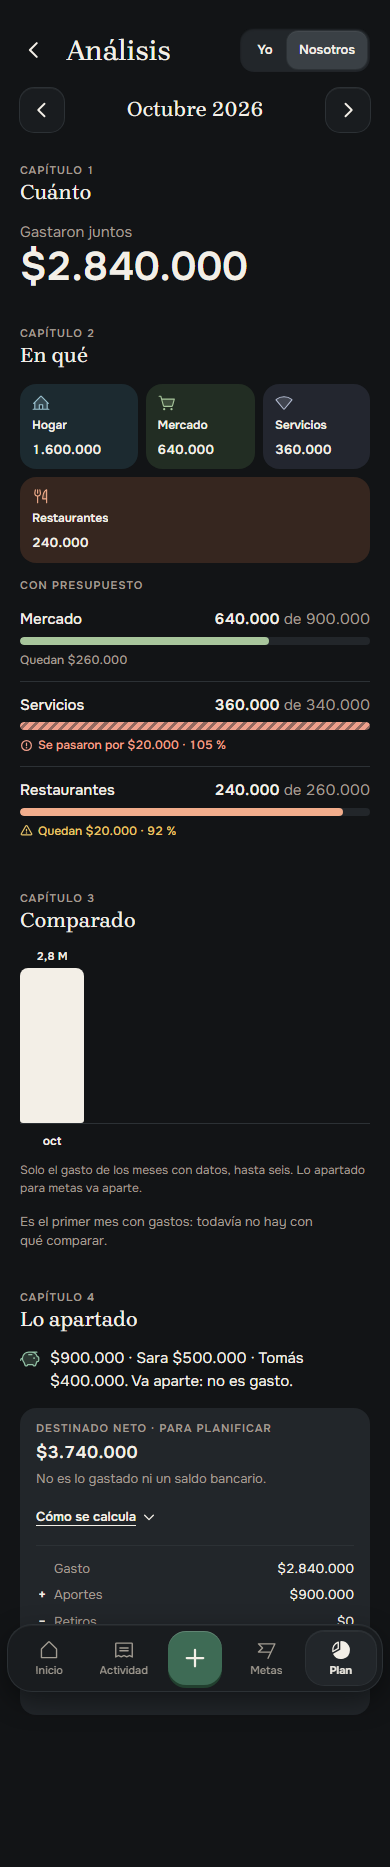 Análisis
Yo
Nosotros
Octubre 2026
CAPÍTULO 1
Cuánto
Gastaron juntos
$2.840.000
CAPÍTULO 2
En qué
Hogar
1.600.000
Mercado
640.000
Servicios
360.000
Restaurantes
240.000
CON PRESUPUESTO
Mercado 640.000 de 900.000
Quedan $260.000
Servicios 360.000 de 340.000
Se pasaron por $20.000 · 105 %
Restaurantes 240.000 de 260.000
Quedan $20.000 · 92 %
CAPÍTULO 3
Comparado
2,8 M
oct
Solo el gasto de los meses con datos, hasta seis. Lo apartado
para metas va aparte.
Es el primer mes con gastos: todavía no hay con
qué comparar.
CAPÍTULO 4
Lo apartado
$900.000 · Sara $500.000 · Tomás
$400.000. Va aparte: no es gasto.
DESTINADO NETO · PARA PLANIFICAR
$3.740.000
No es lo gastado ni un saldo bancario.
Cómo se calcula
Gasto $2.840.000
+ Aportes $900.000
− Retiros $0
Inicio
Actividad
+
Metas
Plan